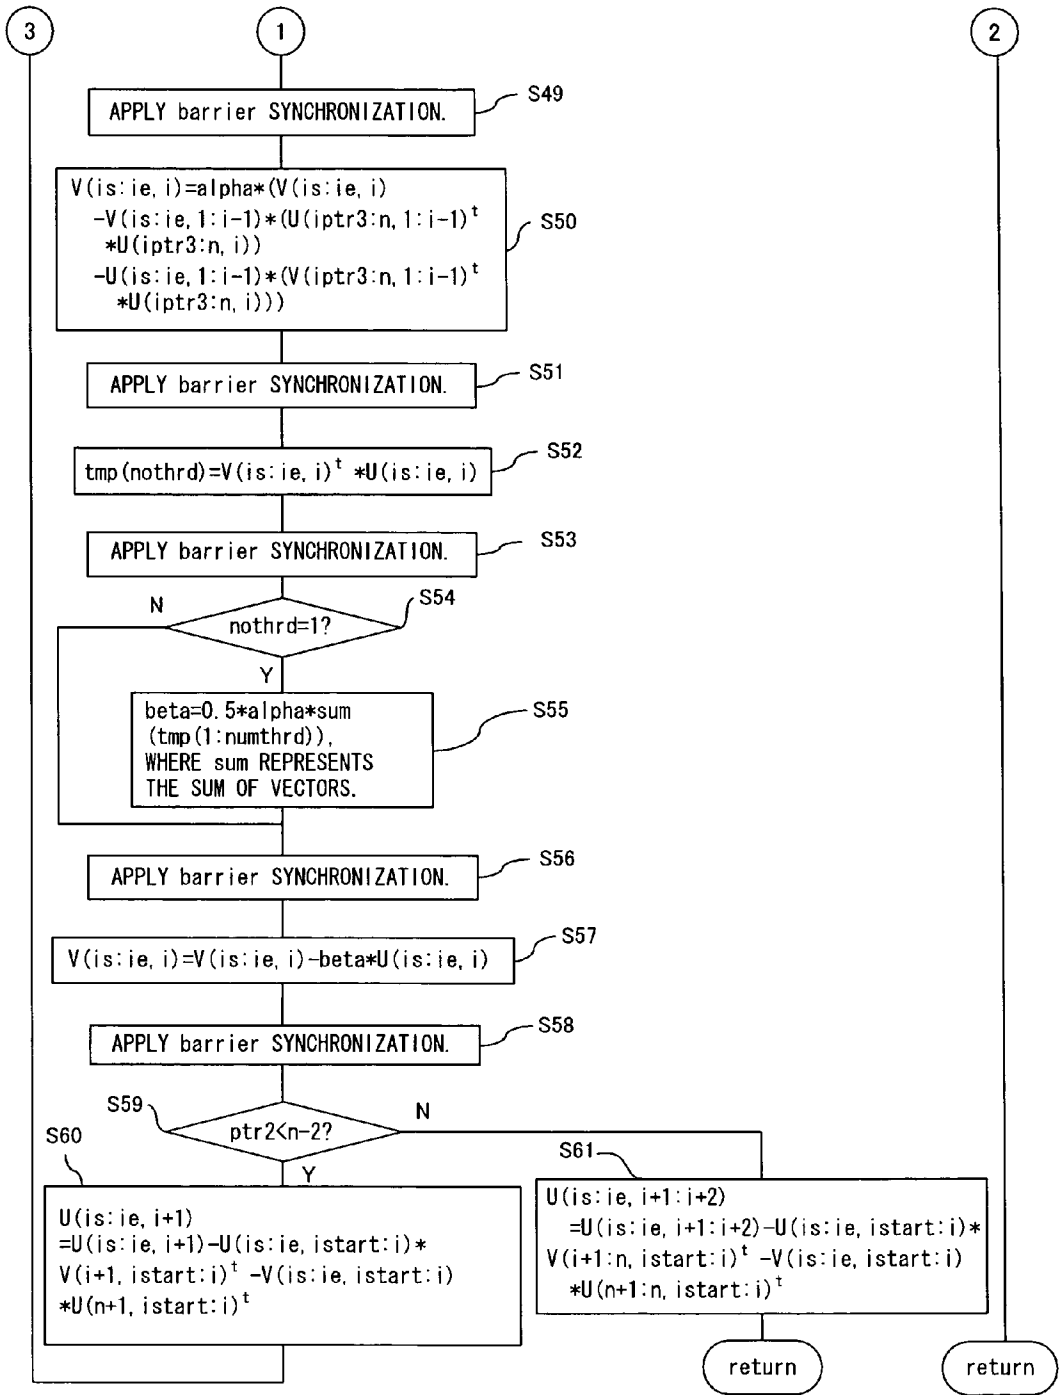 3
1
2
APPLY barrier SYNCHRONIZATION.
S49
V(is:ie, i)=alpha*(V(is:ie, i)
-V(is:ie, 1:i-1)*(U(iptr3:n, 1:i-1)ᵗ
*U(iptr3:n, i))
-U(is:ie, 1:i-1)*(V(iptr3:n, 1:i-1)ᵗ
*U(iptr3:n, i)))
S50
APPLY barrier SYNCHRONIZATION.
S51
tmp(nothrd)=V(is:ie, i)ᵗ *U(is:ie, i)
S52
APPLY barrier SYNCHRONIZATION.
S53
N
nothrd=1?
S54
Y
beta=0.5*alpha*sum
(tmp(1:numthrd)),
WHERE sum REPRESENTS
THE SUM OF VECTORS.
S55
APPLY barrier SYNCHRONIZATION.
S56
V(is:ie, i)=V(is:ie, i)-beta*U(is:ie, i)
S57
APPLY barrier SYNCHRONIZATION.
S58
S59
ptr2<n-2?
N
Y
S60
U(is:ie, i+1)
=U(is:ie, i+1)-U(is:ie, istart:i)*
V(i+1, istart:i)ᵗ -V(is:ie, istart:i)
*U(n+1, istart:i)ᵗ
S61
U(is:ie, i+1:i+2)
=U(is:ie, i+1:i+2)-U(is:ie, istart:i)*
V(i+1:n, istart:i)ᵗ -V(is:ie, istart:i)
*U(n+1:n, istart:i)ᵗ
return
return